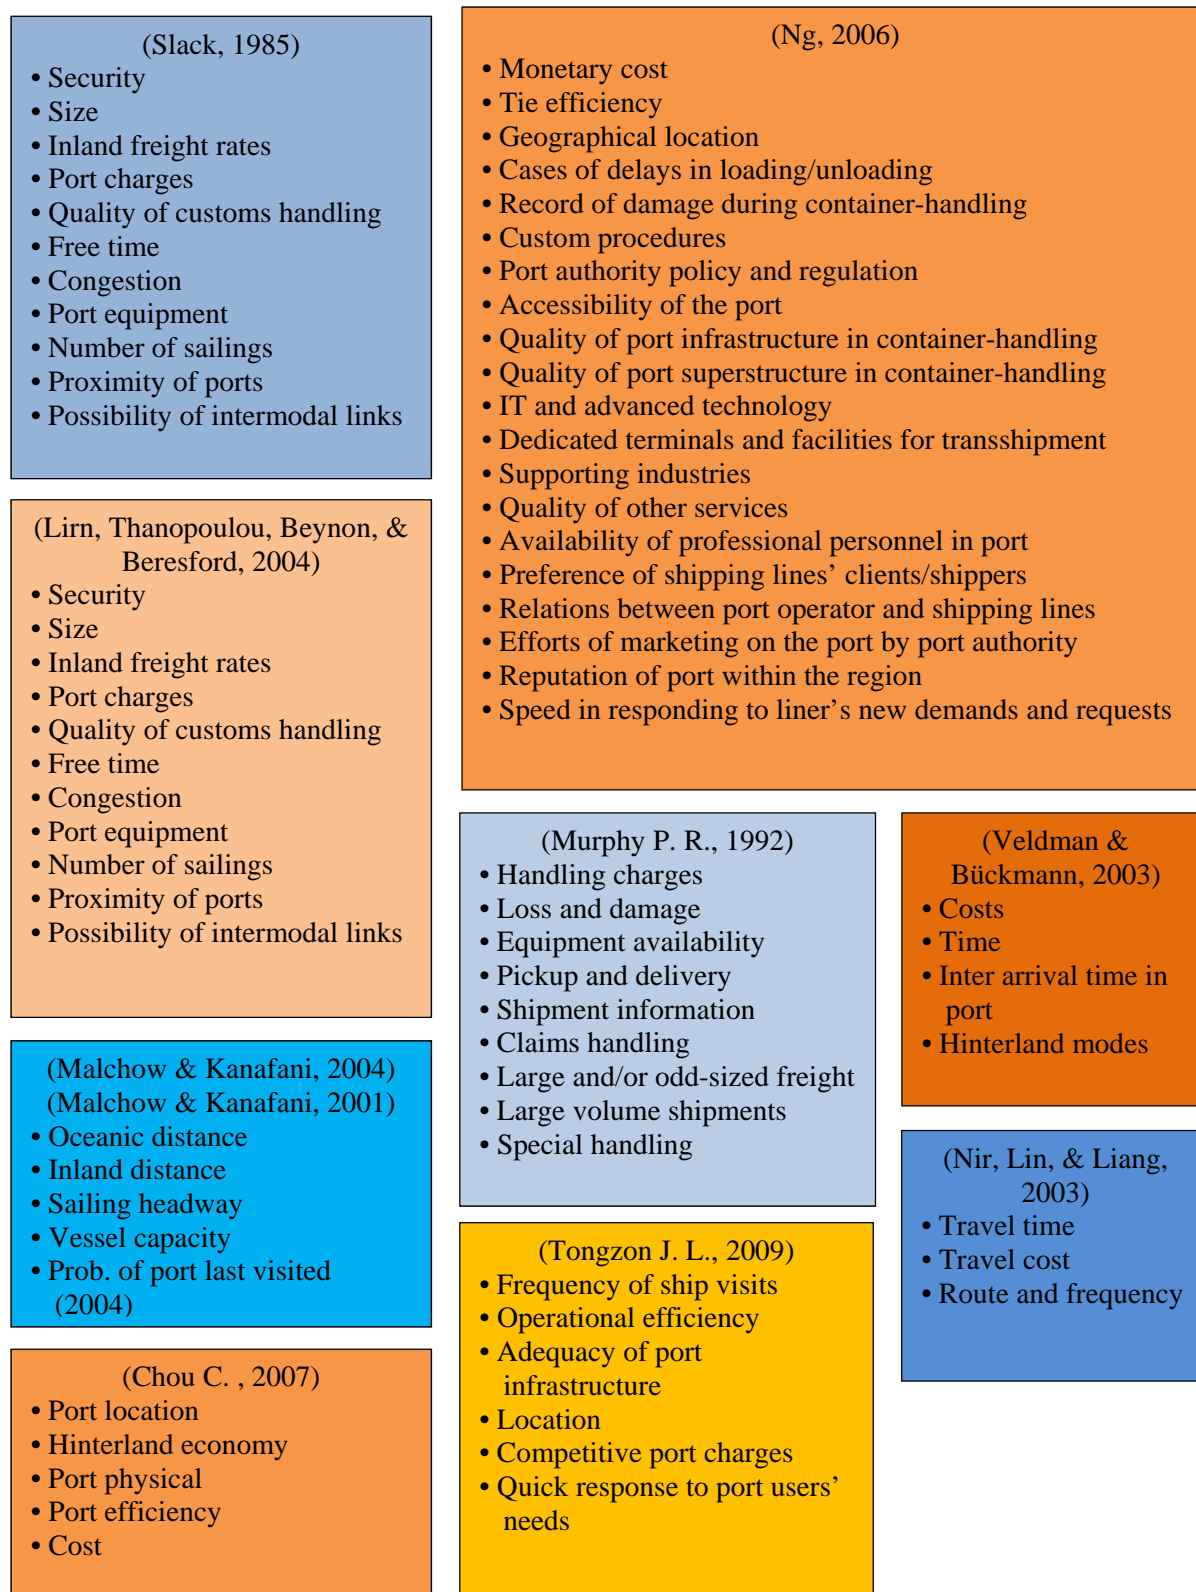 (Slack, 1985)
• Security
• Size
• Inland freight rates
• Port charges
• Quality of customs handling
• Free time
• Congestion
• Port equipment
• Number of sailings
• Proximity of ports
• Possibility of intermodal links
(Ng, 2006)
• Monetary cost
• Tie efficiency
• Geographical location
• Cases of delays in loading/unloading
• Record of damage during container-handling
• Custom procedures
• Port authority policy and regulation
• Accessibility of the port
• Quality of port infrastructure in container-handling
• Quality of port superstructure in container-handling
• IT and advanced technology
• Dedicated terminals and facilities for transshipment
• Supporting industries
• Quality of other services
• Availability of professional personnel in port
• Preference of shipping lines’ clients/shippers
• Relations between port operator and shipping lines
• Efforts of marketing on the port by port authority
• Reputation of port within the region
• Speed in responding to liner’s new demands and requests
(Lirn, Thanopoulou, Beynon, &
Beresford, 2004)
• Security
• Size
• Inland freight rates
• Port charges
• Quality of customs handling
• Free time
• Congestion
• Port equipment
• Number of sailings
• Proximity of ports
• Possibility of intermodal links
(Murphy P. R., 1992)
• Handling charges
• Loss and damage
• Equipment availability
• Pickup and delivery
• Shipment information
• Claims handling
• Large and/or odd-sized freight
• Large volume shipments
• Special handling
(Veldman &
Bückmann, 2003)
• Costs
• Time
• Inter arrival time in
port
• Hinterland modes
(Malchow & Kanafani, 2004)
(Malchow & Kanafani, 2001)
• Oceanic distance
• Inland distance
• Sailing headway
• Vessel capacity
• Prob. of port last visited
(2004)
(Nir, Lin, & Liang,
2003)
• Travel time
• Travel cost
• Route and frequency
(Tongzon J. L., 2009)
• Frequency of ship visits
• Operational efficiency
• Adequacy of port
infrastructure
• Location
• Competitive port charges
• Quick response to port users’
needs
(Chou C. , 2007)
• Port location
• Hinterland economy
• Port physical
• Port efficiency
• Cost